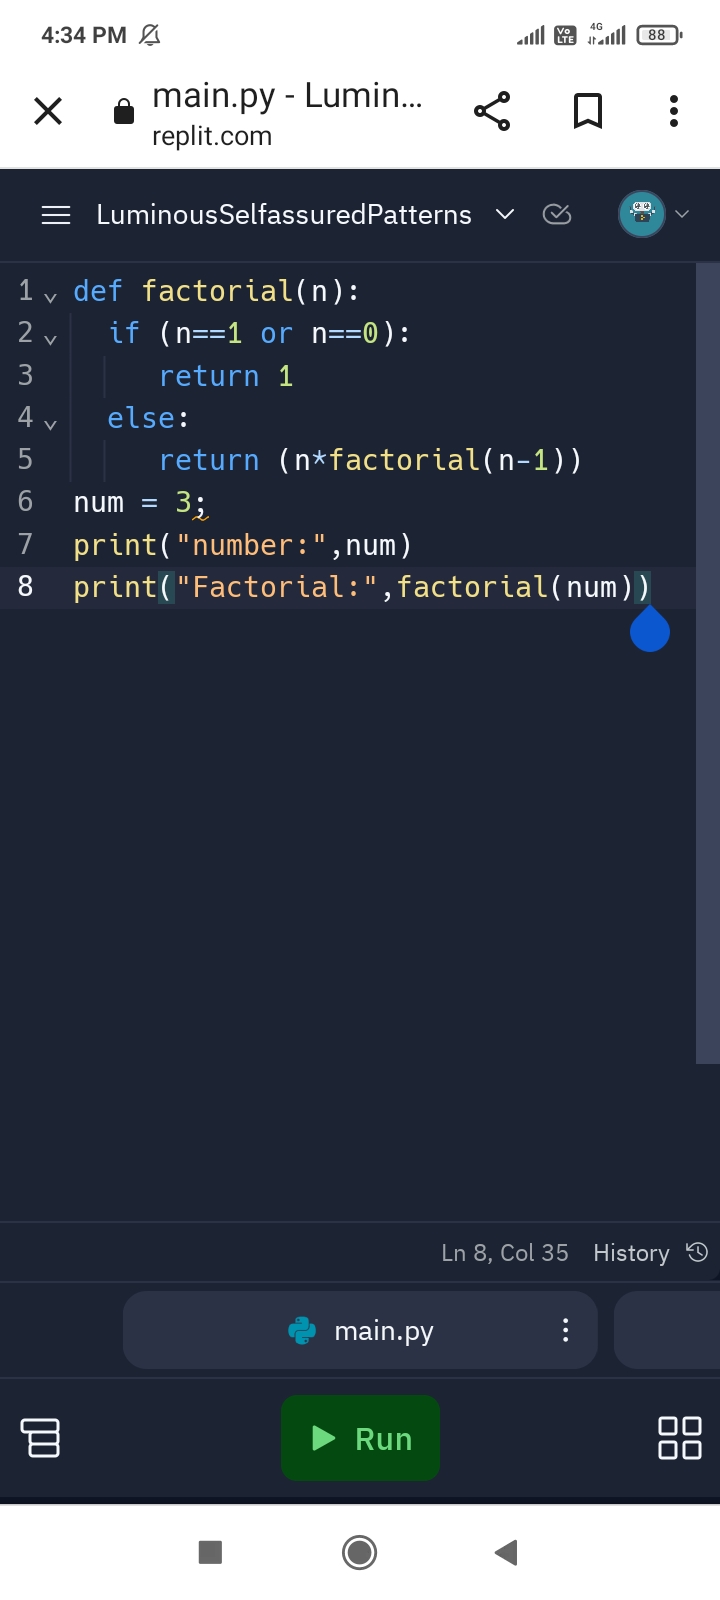 4:34 PM
Vo LTE
4G
88
main.py - Lumin...
replit.com
LuminousSelfassuredPatterns
1 def factorial(n):
2 if (n==1 or n==0):
3 return 1
4 else:
5 return (n*factorial(n-1))
6 num = 3;
7 print("number:",num)
8 print("Factorial:",factorial(num))
Ln 8, Col 35 History
main.py
Run